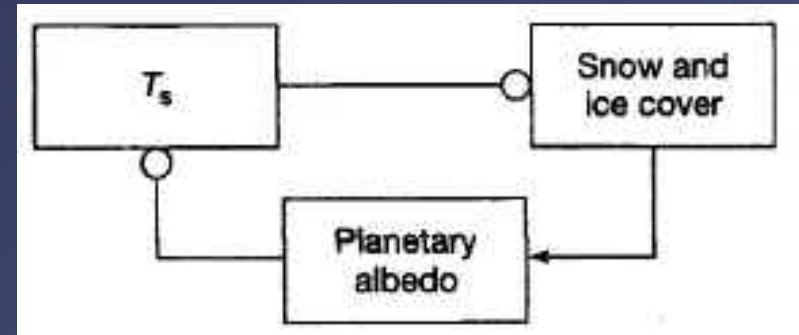 Tₛ
Snow and
ice cover
Planetary
albedo